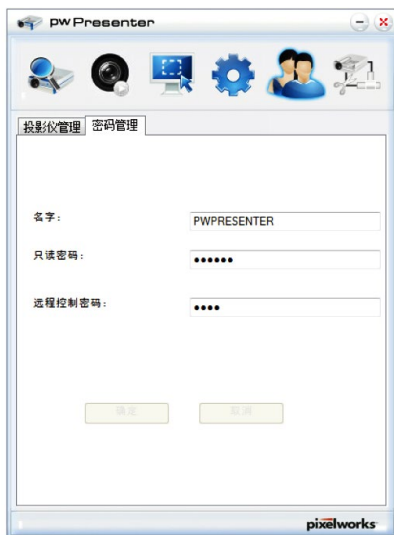 pw Presenter
投影仪管理 密码管理
名字: PWPRESENTER
只读密码: ••••••
远程控制密码: ••••
确定 取消
pixelworks